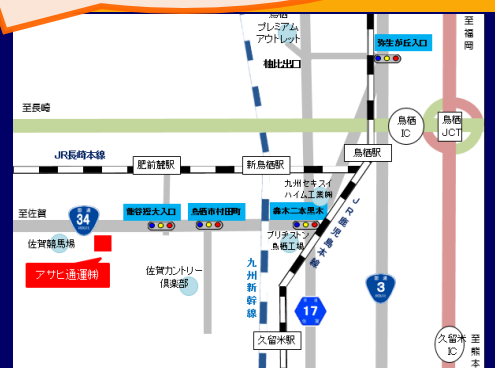 鳥栖
プレミアム
アウトレット
柚比出口
弥生が丘入口
至福岡
至長崎
鳥栖
IC
鳥栖
JCT
JR長崎本線
肥前麓駅
新鳥栖駅
鳥栖駅
九州セキスイ
ハイム工業㈱
至佐賀
34
龍谷短大入口
鳥栖市村田町
轟木二本黒木
JR鹿児島本線
佐賀競馬場
ブリヂストン
鳥栖工場
アサヒ通運㈱
佐賀カントリー
倶楽部
九州新幹線
3
17
久留米駅
久留米
IC
至熊本